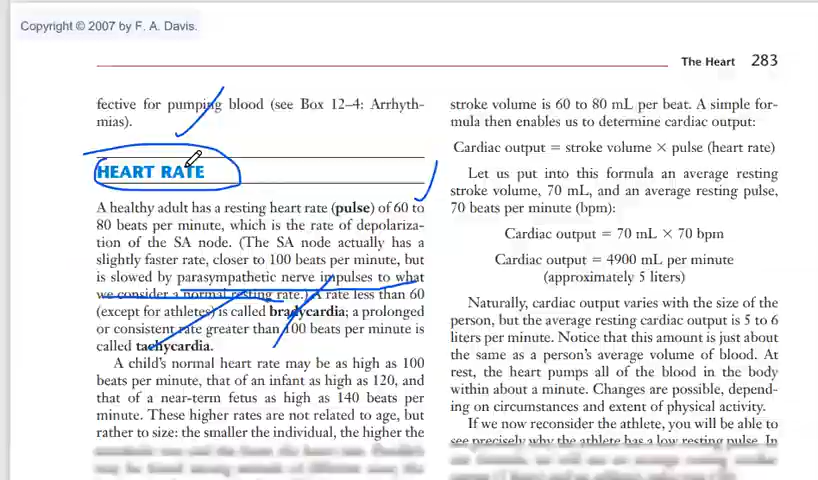 Copyright © 2007 by F. A. Davis.
The Heart 283
fective for pumping blood (see Box 12–4: Arrhyth-
mias).
HEART RATE
A healthy adult has a resting heart rate (pulse) of 60 to
80 beats per minute, which is the rate of depolariza-
tion of the SA node. (The SA node actually has a
slightly faster rate, closer to 100 beats per minute, but
is slowed by parasympathetic nerve impulses to what
we consider a normal resting rate.) A rate less than 60
(except for athletes) is called bradycardia; a prolonged
or consistent rate greater than 100 beats per minute is
called tachycardia.
A child’s normal heart rate may be as high as 100
beats per minute, that of an infant as high as 120, and
that of a near-term fetus as high as 140 beats per
minute. These higher rates are not related to age, but
rather to size: the smaller the individual, the higher the
stroke volume is 60 to 80 mL per beat. A simple for-
mula then enables us to determine cardiac output:
Cardiac output = stroke volume × pulse (heart rate)
Let us put into this formula an average resting
stroke volume, 70 mL, and an average resting pulse,
70 beats per minute (bpm):
Cardiac output = 70 mL × 70 bpm
Cardiac output = 4900 mL per minute
(approximately 5 liters)
Naturally, cardiac output varies with the size of the
person, but the average resting cardiac output is 5 to 6
liters per minute. Notice that this amount is just about
the same as a person’s average volume of blood. At
rest, the heart pumps all of the blood in the body
within about a minute. Changes are possible, depend-
ing on circumstances and extent of physical activity.
If we now reconsider the athlete, you will be able to
see precisely why the athlete has a low resting pulse. In